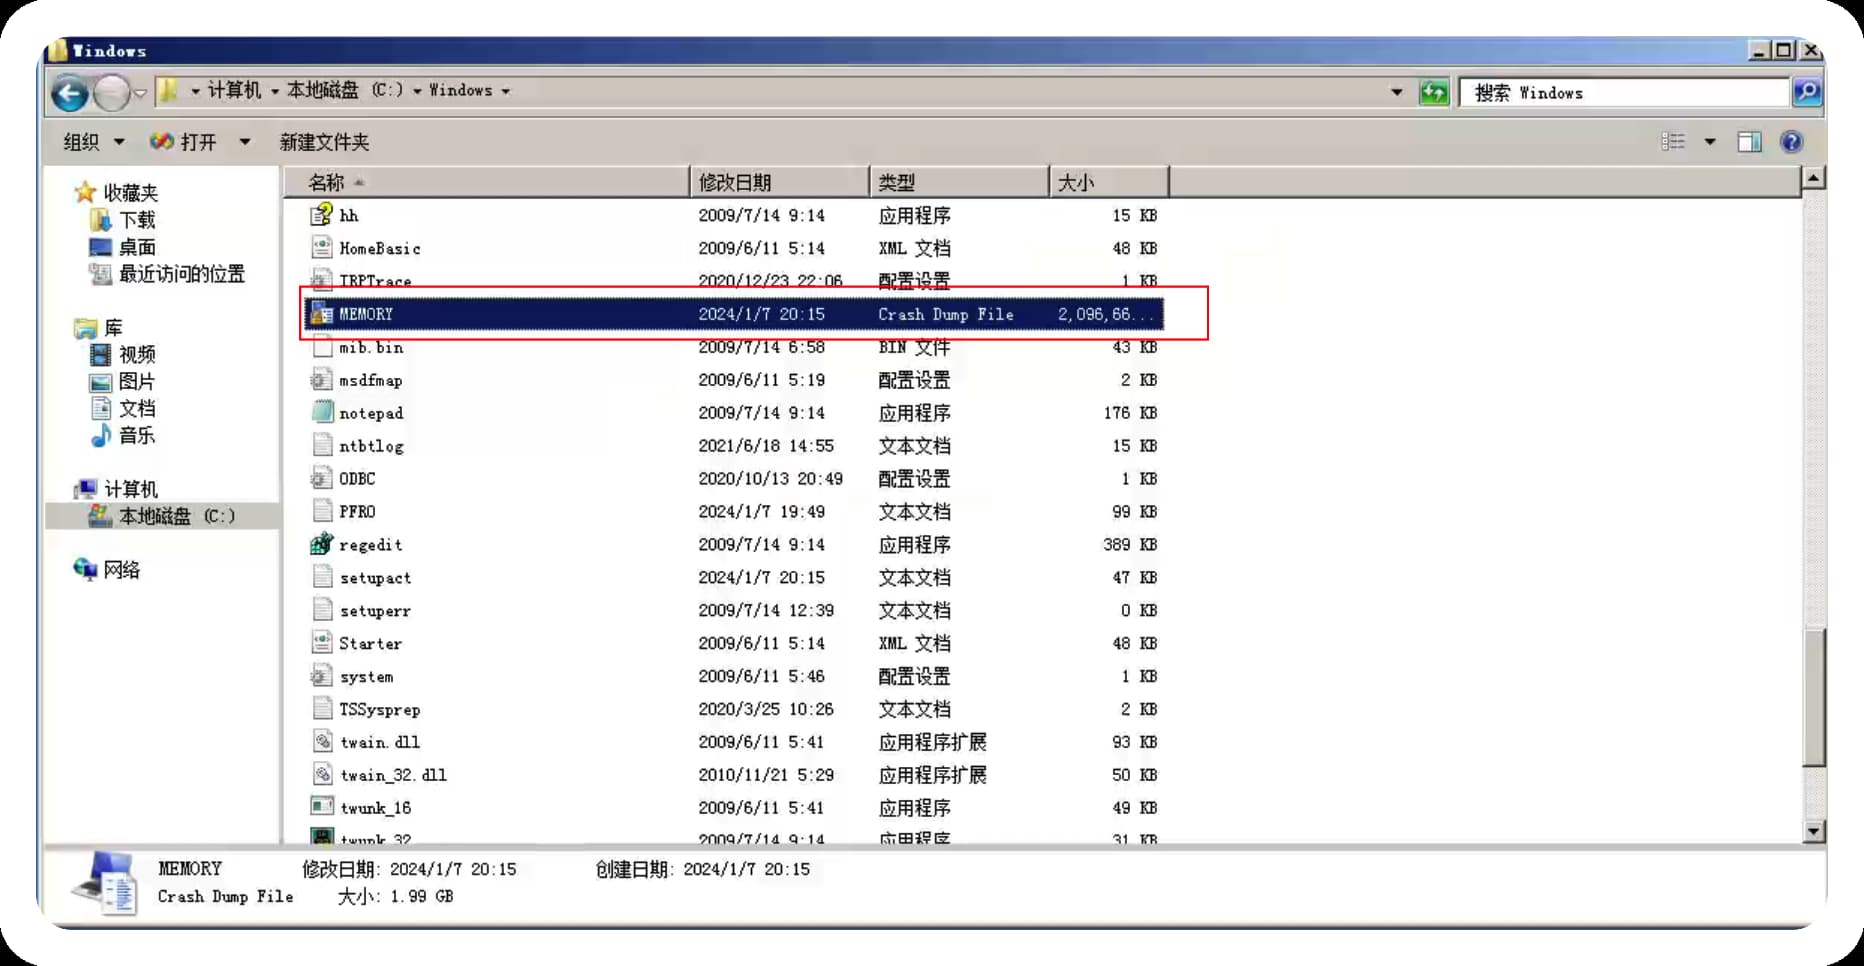 Windows
计算机 本地磁盘 (C:) Windows
搜索 Windows
组织 打开 新建文件夹
收藏夹
下载
桌面
最近访问的位置
库
视频
图片
文档
音乐
计算机
本地磁盘 (C:)
网络
名称 修改日期 类型 大小
hh 2009/7/14 9:14 应用程序 15 KB
HomeBasic 2009/6/11 5:14 XML 文档 48 KB
IRPTrace 2020/12/23 22:06 配置设置 1 KB
MEMORY 2024/1/7 20:15 Crash Dump File 2,096,66...
mib.bin 2009/7/14 6:58 BIN 文件 43 KB
msdfmap 2009/6/11 5:19 配置设置 2 KB
notepad 2009/7/14 9:14 应用程序 176 KB
ntbtlog 2021/6/18 14:55 文本文档 15 KB
ODBC 2020/10/13 20:49 配置设置 1 KB
PFRO 2024/1/7 19:49 文本文档 99 KB
regedit 2009/7/14 9:14 应用程序 389 KB
setupact 2024/1/7 20:15 文本文档 47 KB
setuperr 2009/7/14 12:39 文本文档 0 KB
Starter 2009/6/11 5:14 XML 文档 48 KB
system 2009/6/11 5:46 配置设置 1 KB
TSSysprep 2020/3/25 10:26 文本文档 2 KB
twain.dll 2009/6/11 5:41 应用程序扩展 93 KB
twain_32.dll 2010/11/21 5:29 应用程序扩展 50 KB
twunk_16 2009/6/11 5:41 应用程序 49 KB
twunk_32 2009/7/14 9:14 应用程序 31 KB
MEMORY 修改日期: 2024/1/7 20:15 创建日期: 2024/1/7 20:15
Crash Dump File 大小: 1.99 GB